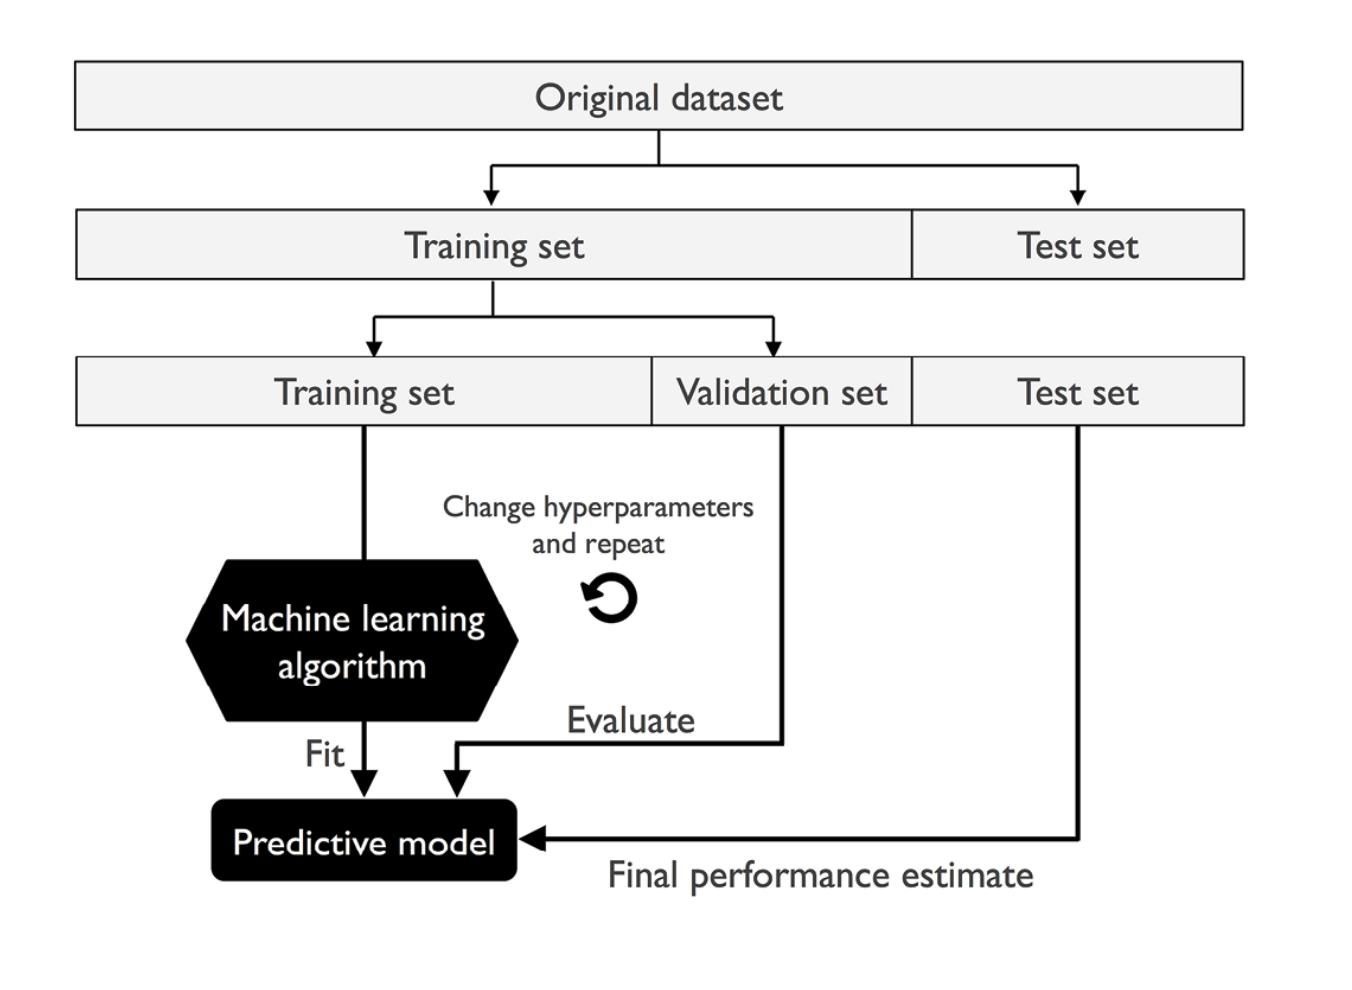 Original dataset
Training set
Test set
Training set
Validation set
Test set
Change hyperparameters
and repeat
Machine learning
algorithm
Evaluate
Fit
Predictive model
Final performance estimate